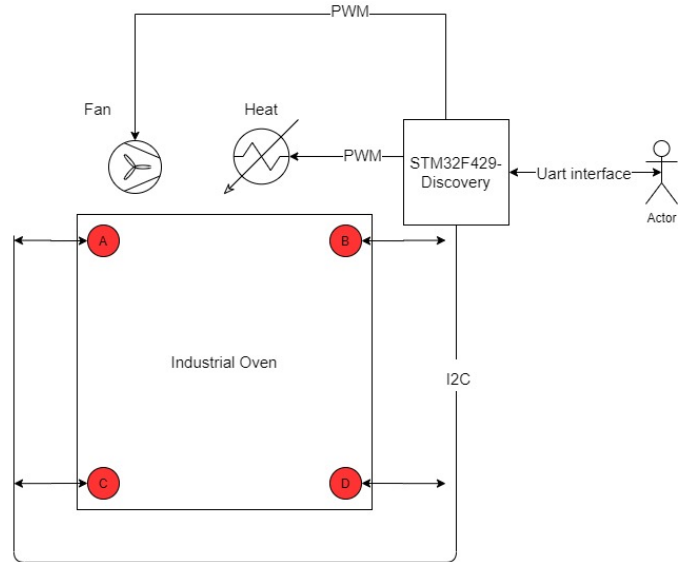 PWM
Fan
Heat
PWM
STM32F429-
Discovery
Uart interface
Actor
A
B
Industrial Oven
I2C
C
D